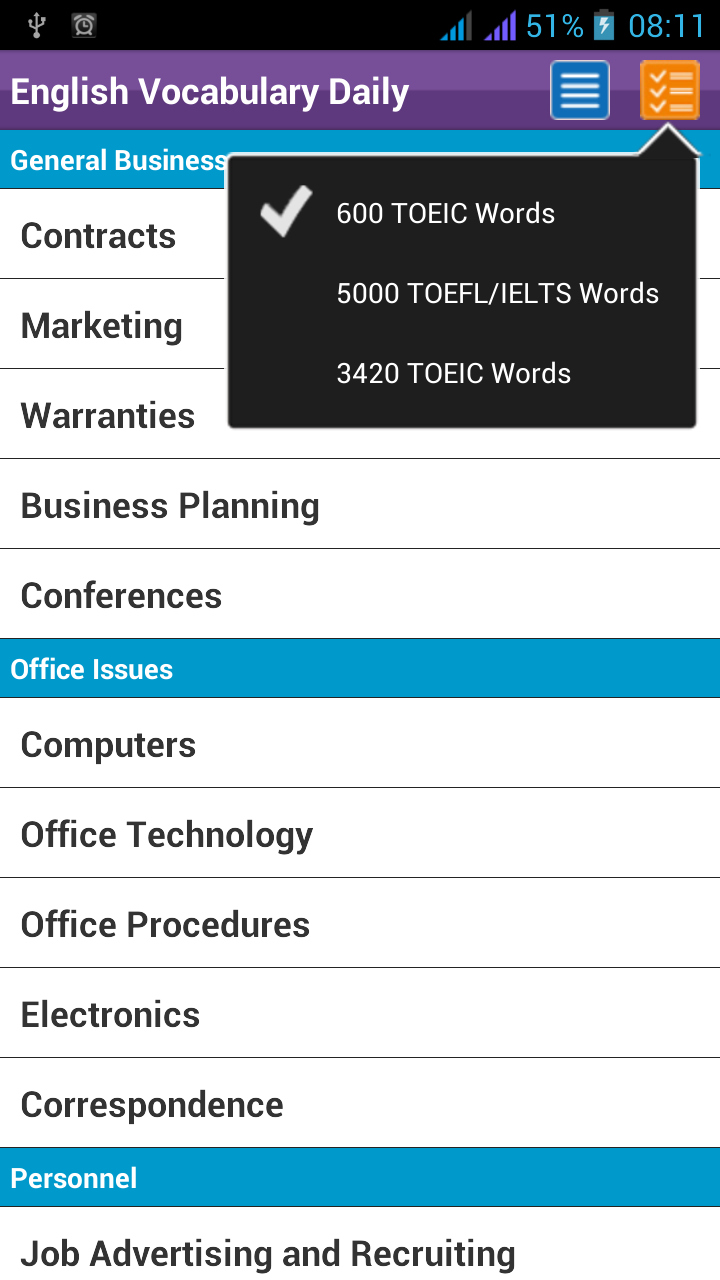 51% 08:11
English Vocabulary Daily
General Business
600 TOEIC Words
5000 TOEFL/IELTS Words
3420 TOEIC Words
Contracts
Marketing
Warranties
Business Planning
Conferences
Office Issues
Computers
Office Technology
Office Procedures
Electronics
Correspondence
Personnel
Job Advertising and Recruiting